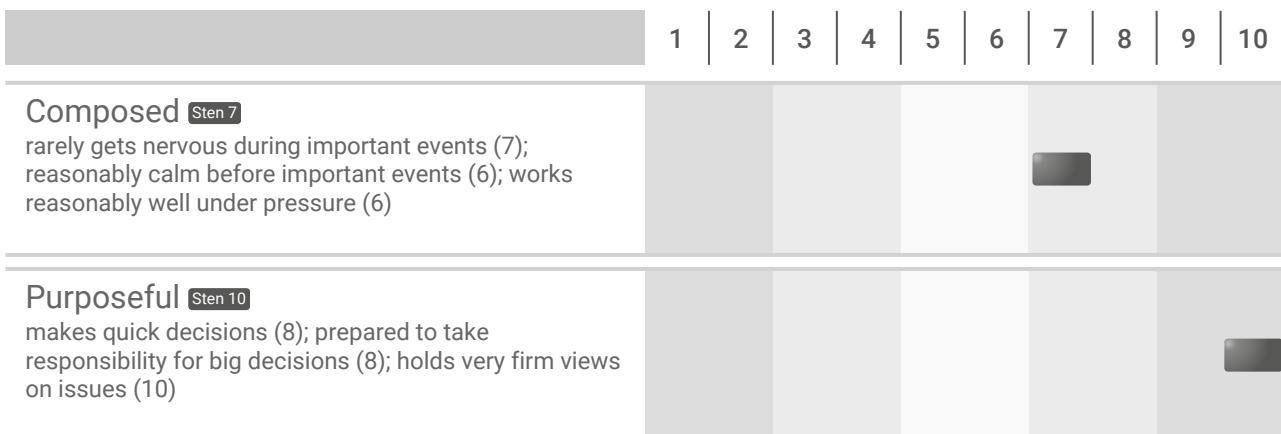 1 2 3 4 5 6 7 8 9 10
Composed Sten 7
rarely gets nervous during important events (7);
reasonably calm before important events (6); works
reasonably well under pressure (6)
Purposeful Sten 10
makes quick decisions (8); prepared to take
responsibility for big decisions (8); holds very firm views
on issues (10)